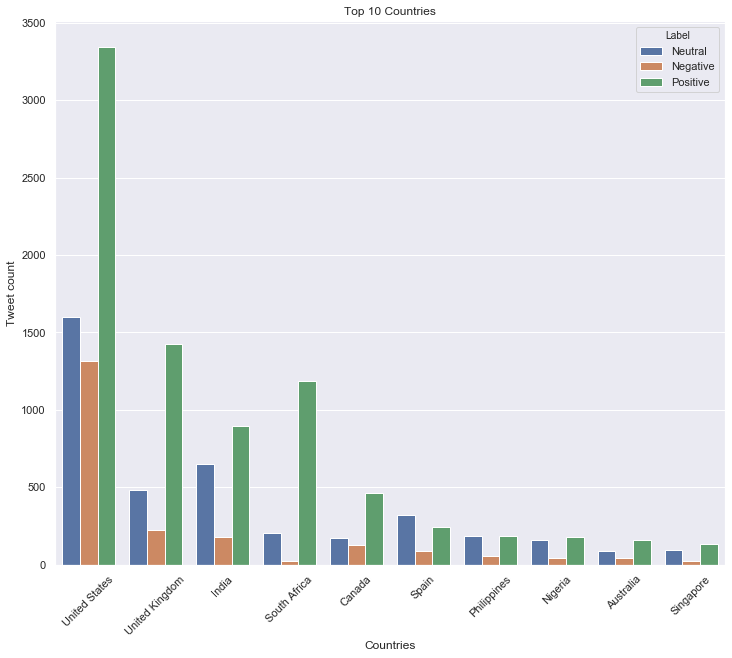 Top 10 Countries
Label
Neutral
Negative
Positive
3500
3000
2500
2000
1500
1000
500
0
Tweet count
United States
United Kingdom
India
South Africa
Canada
Spain
Philippines
Nigeria
Australia
Singapore
Countries